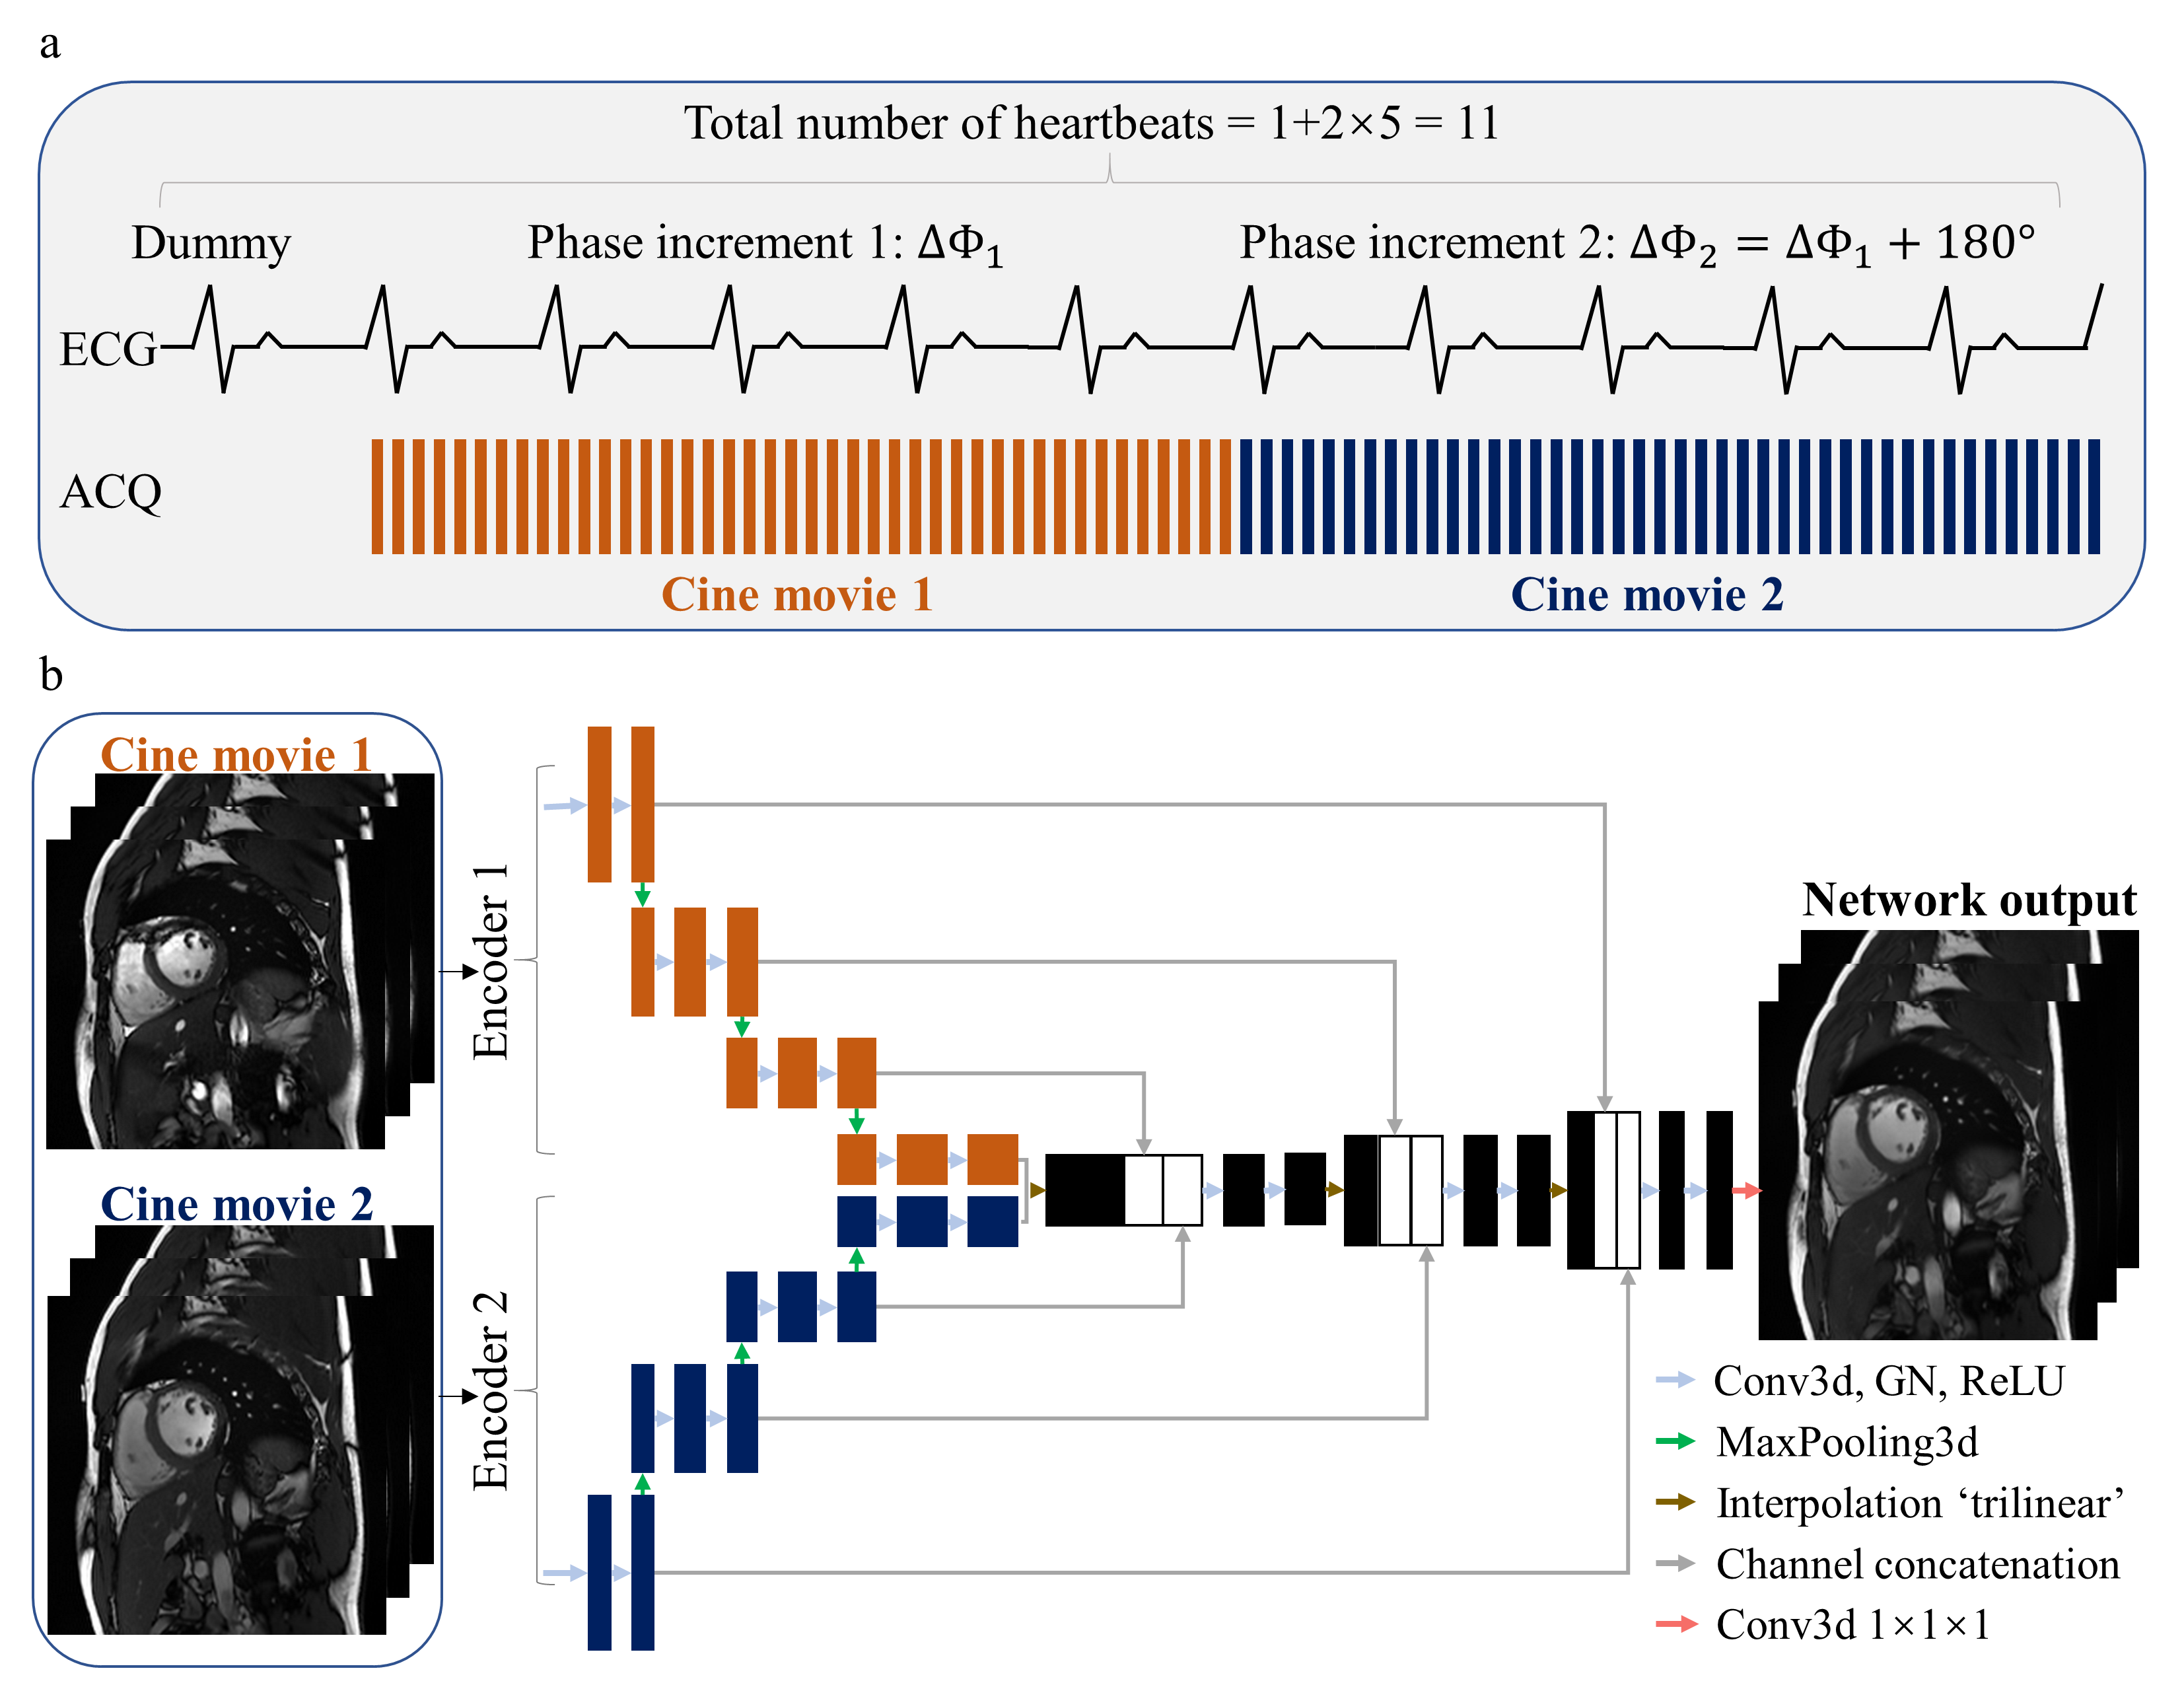 a
Total number of heartbeats = 1+2×5 = 11
Dummy
Phase increment 1: ΔΦ₁
Phase increment 2: ΔΦ₂ = ΔΦ₁ + 180°
ECG
ACQ
Cine movie 1
Cine movie 2
b
Cine movie 1
Encoder 1
Network output
Cine movie 2
Encoder 2
Conv3d, GN, ReLU
MaxPooling3d
Interpolation ‘trilinear’
Channel concatenation
Conv3d 1×1×1